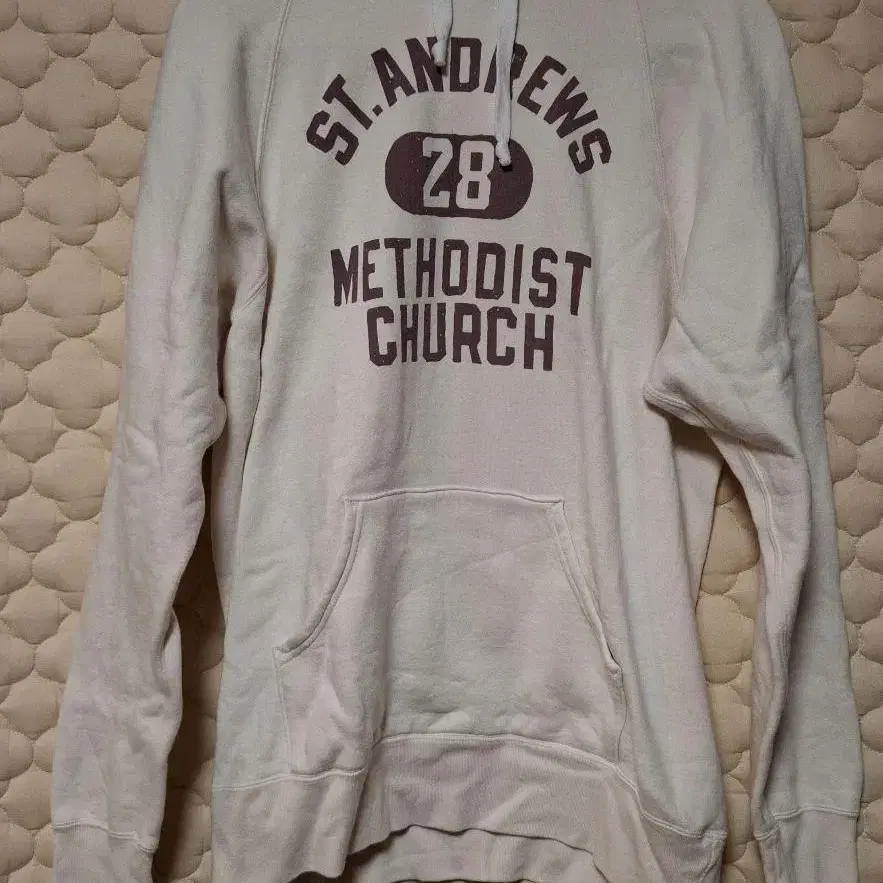 ST.ANDREWS
28
METHODIST
CHURCH